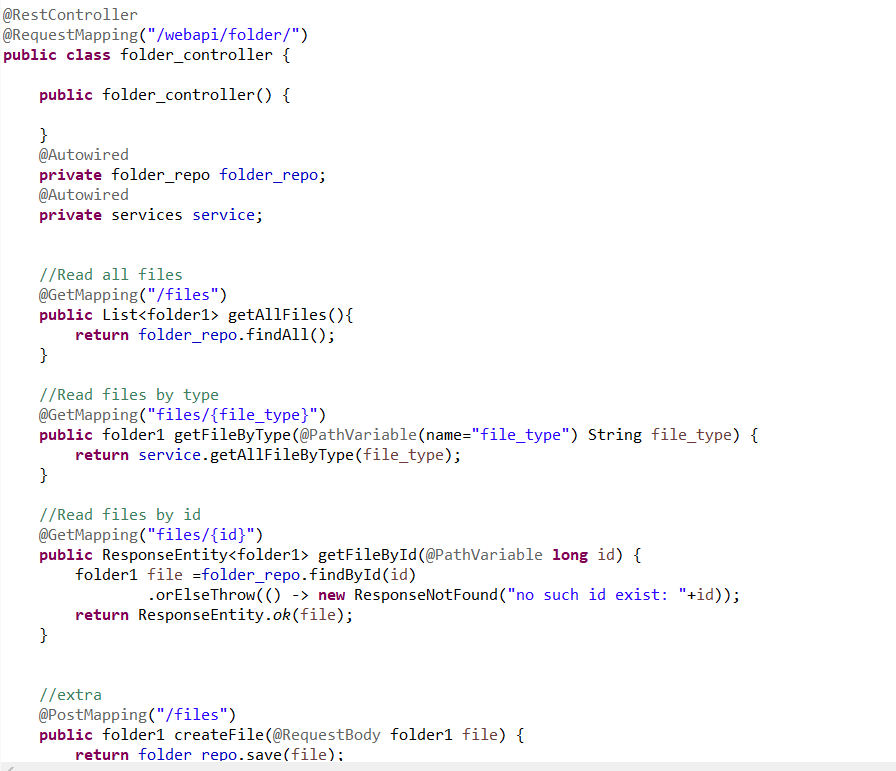 @RestController
@RequestMapping("/webapi/folder/")
public class folder_controller {
public folder_controller() {
}
@Autowired
private folder_repo folder_repo;
@Autowired
private services service;
//Read all files
@GetMapping("/files")
public List<folder1> getAllFiles(){
return folder_repo.findAll();
}
//Read files by type
@GetMapping("files/{file_type}")
public folder1 getFileByType(@PathVariable(name="file_type") String file_type) {
return service.getAllFileByType(file_type);
}
//Read files by id
@GetMapping("files/{id}")
public ResponseEntity<folder1> getFileById(@PathVariable long id) {
folder1 file =folder_repo.findById(id)
.orElseThrow(() -> new ResponseNotFound("no such id exist: "+id));
return ResponseEntity.ok(file);
}
//extra
@PostMapping("/files")
public folder1 createFile(@RequestBody folder1 file) {
return folder_repo.save(file);